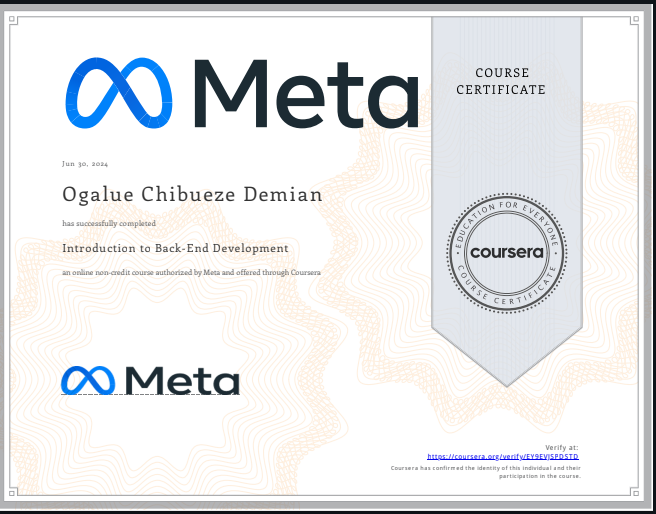 Meta
COURSE
CERTIFICATE
Jun 30, 2024
Ogalue Chibueze Demian
has successfully completed
Introduction to Back-End Development
an online non-credit course authorized by Meta and offered through Coursera
EDUCATION FOR EVERYONE
coursera
COURSE CERTIFICATE
Meta
Verify at:
https://coursera.org/verify/EY9EVJSPDSTD
Coursera has confirmed the identity of this individual and their
participation in the course.